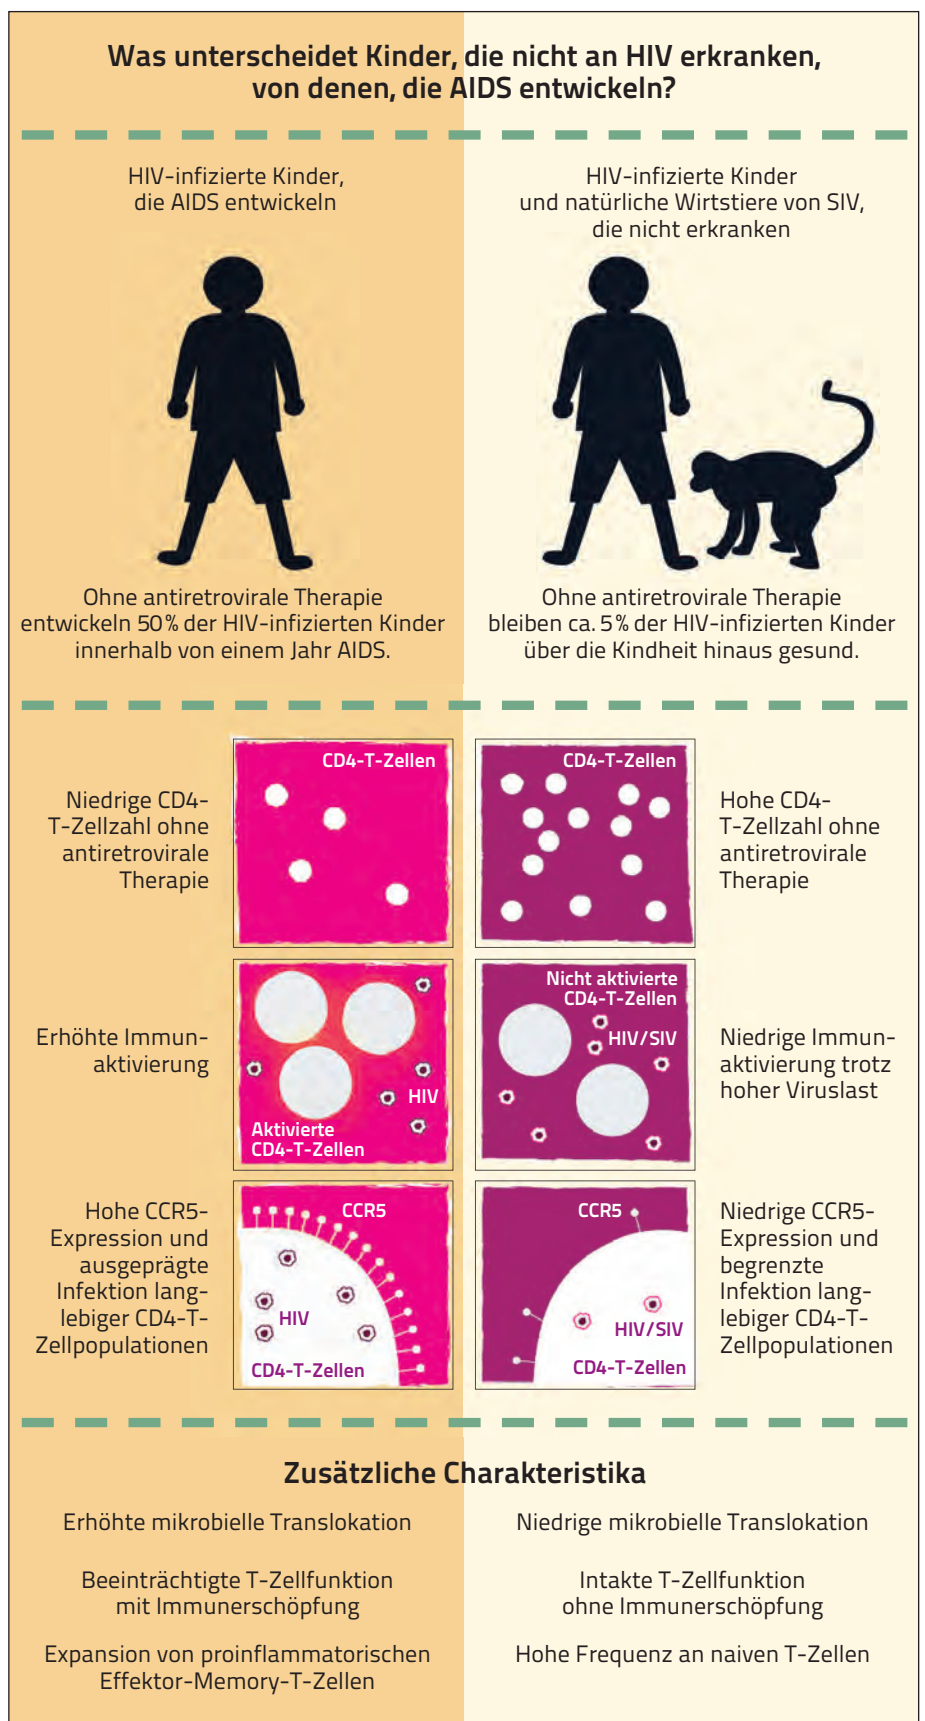 Was unterscheidet Kinder, die nicht an HIV erkranken,
von denen, die AIDS entwickeln?
HIV-infizierte Kinder,
die AIDS entwickeln
HIV-infizierte Kinder
und natürliche Wirtstiere von SIV,
die nicht erkranken
Ohne antiretrovirale Therapie
entwickeln 50 % der HIV-infizierten Kinder
innerhalb von einem Jahr AIDS.
Ohne antiretrovirale Therapie
bleiben ca. 5 % der HIV-infizierten Kinder
über die Kindheit hinaus gesund.
Niedrige CD4-
T-Zellzahl ohne
antiretrovirale
Therapie
CD4-T-Zellen
CD4-T-Zellen
Hohe CD4-
T-Zellzahl ohne
antiretrovirale
Therapie
Erhöhte Immun-
aktivierung
HIV
Aktivierte
CD4-T-Zellen
Nicht aktivierte
CD4-T-Zellen
HIV/SIV
Niedrige Immun-
aktivierung trotz
hoher Viruslast
Hohe CCR5-
Expression und
ausgeprägte
Infektion lang-
lebiger CD4-T-
Zellpopulationen
CCR5
HIV
CD4-T-Zellen
CCR5
HIV/SIV
CD4-T-Zellen
Niedrige CCR5-
Expression und
begrenzte
Infektion lang-
lebiger CD4-T-
Zellpopulationen
Zusätzliche Charakteristika
Erhöhte mikrobielle Translokation
Niedrige mikrobielle Translokation
Beeinträchtigte T-Zellfunktion
mit Immunerschöpfung
Intakte T-Zellfunktion
ohne Immunerschöpfung
Expansion von proinflammatorischen
Effektor-Memory-T-Zellen
Hohe Frequenz an naiven T-Zellen